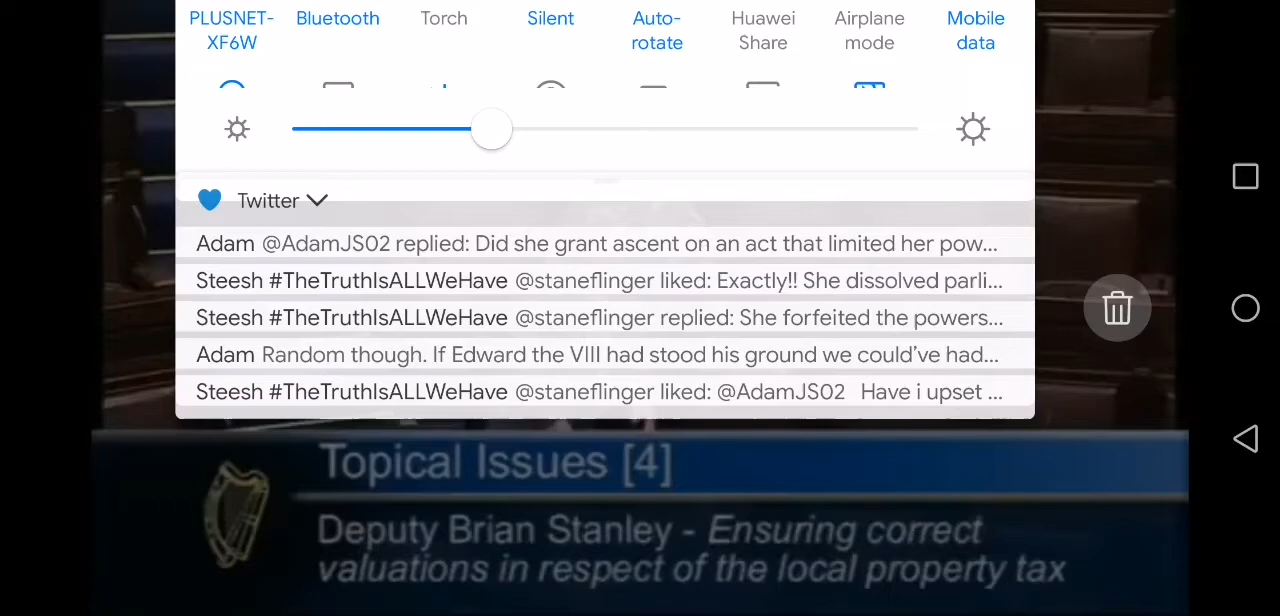 PLUSNET- Bluetooth Torch Silent Auto- Huawei Airplane Mobile
XF6W rotate Share mode data
Twitter
Adam @AdamJS02 replied: Did she grant ascent on an act that limited her pow...
Steesh #TheTruthIsALLWeHave @staneflinger liked: Exactly!! She dissolved parli...
Steesh #TheTruthIsALLWeHave @staneflinger replied: She forfeited the powers...
Adam Random though. If Edward the VIII had stood his ground we could’ve had...
Steesh #TheTruthIsALLWeHave @staneflinger liked: @AdamJS02 Have i upset ...
Topical Issues [4]
Deputy Brian Stanley - Ensuring correct
valuations in respect of the local property tax